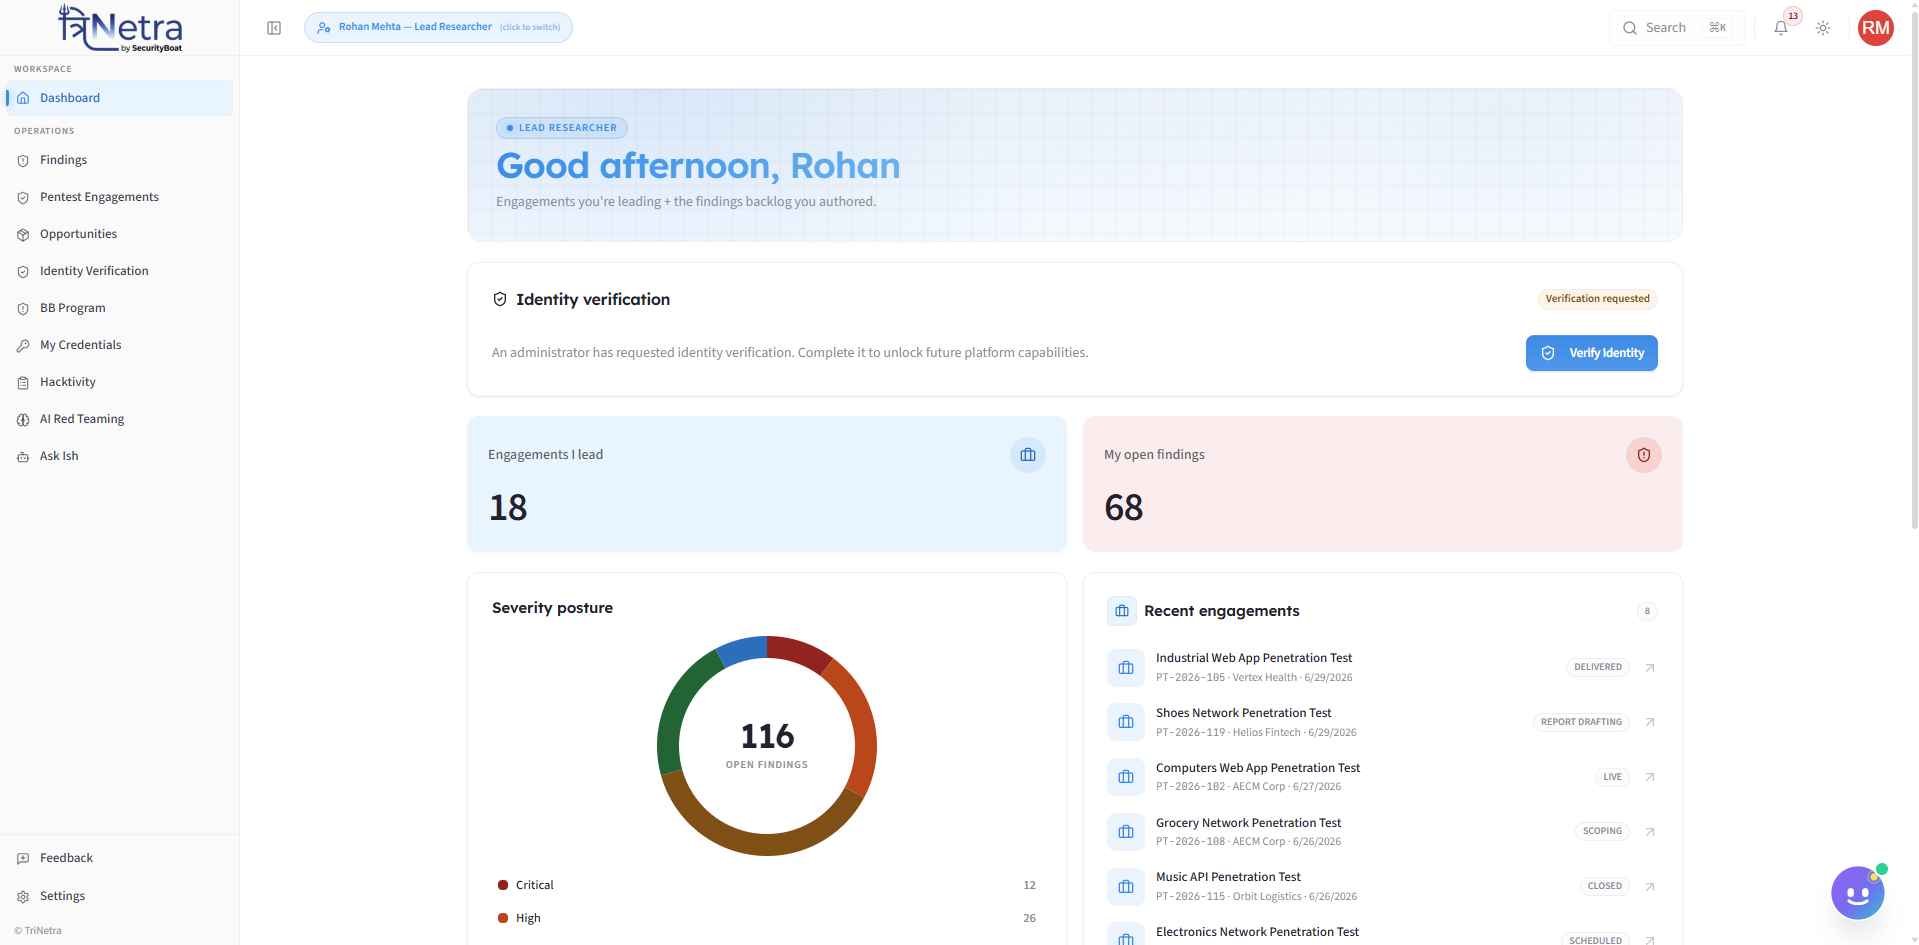 त्रिNetra
by SecurityBoat
WORKSPACE
Dashboard
OPERATIONS
Findings
Pentest Engagements
Opportunities
Identity Verification
BB Program
My Credentials
Hacktivity
AI Red Teaming
Ask Ish
Feedback
Settings
© TriNetra
Rohan Mehta — Lead Researcher (click to switch)
Search ⌘K
13
RM
LEAD RESEARCHER
Good afternoon, Rohan
Engagements you're leading + the findings backlog you authored.
Identity verification
Verification requested
An administrator has requested identity verification. Complete it to unlock future platform capabilities.
Verify Identity
Engagements I lead
18
My open findings
68
Severity posture
116
OPEN FINDINGS
Critical 12
High 26
Recent engagements 8
Industrial Web App Penetration Test
PT-2026-105 · Vertex Health · 6/29/2026
DELIVERED
Shoes Network Penetration Test
PT-2026-119 · Helios Fintech · 6/29/2026
REPORT DRAFTING
Computers Web App Penetration Test
PT-2026-102 · AECM Corp · 6/27/2026
LIVE
Grocery Network Penetration Test
PT-2026-108 · AECM Corp · 6/26/2026
SCOPING
Music API Penetration Test
PT-2026-115 · Orbit Logistics · 6/26/2026
CLOSED
Electronics Network Penetration Test
SCHEDULED